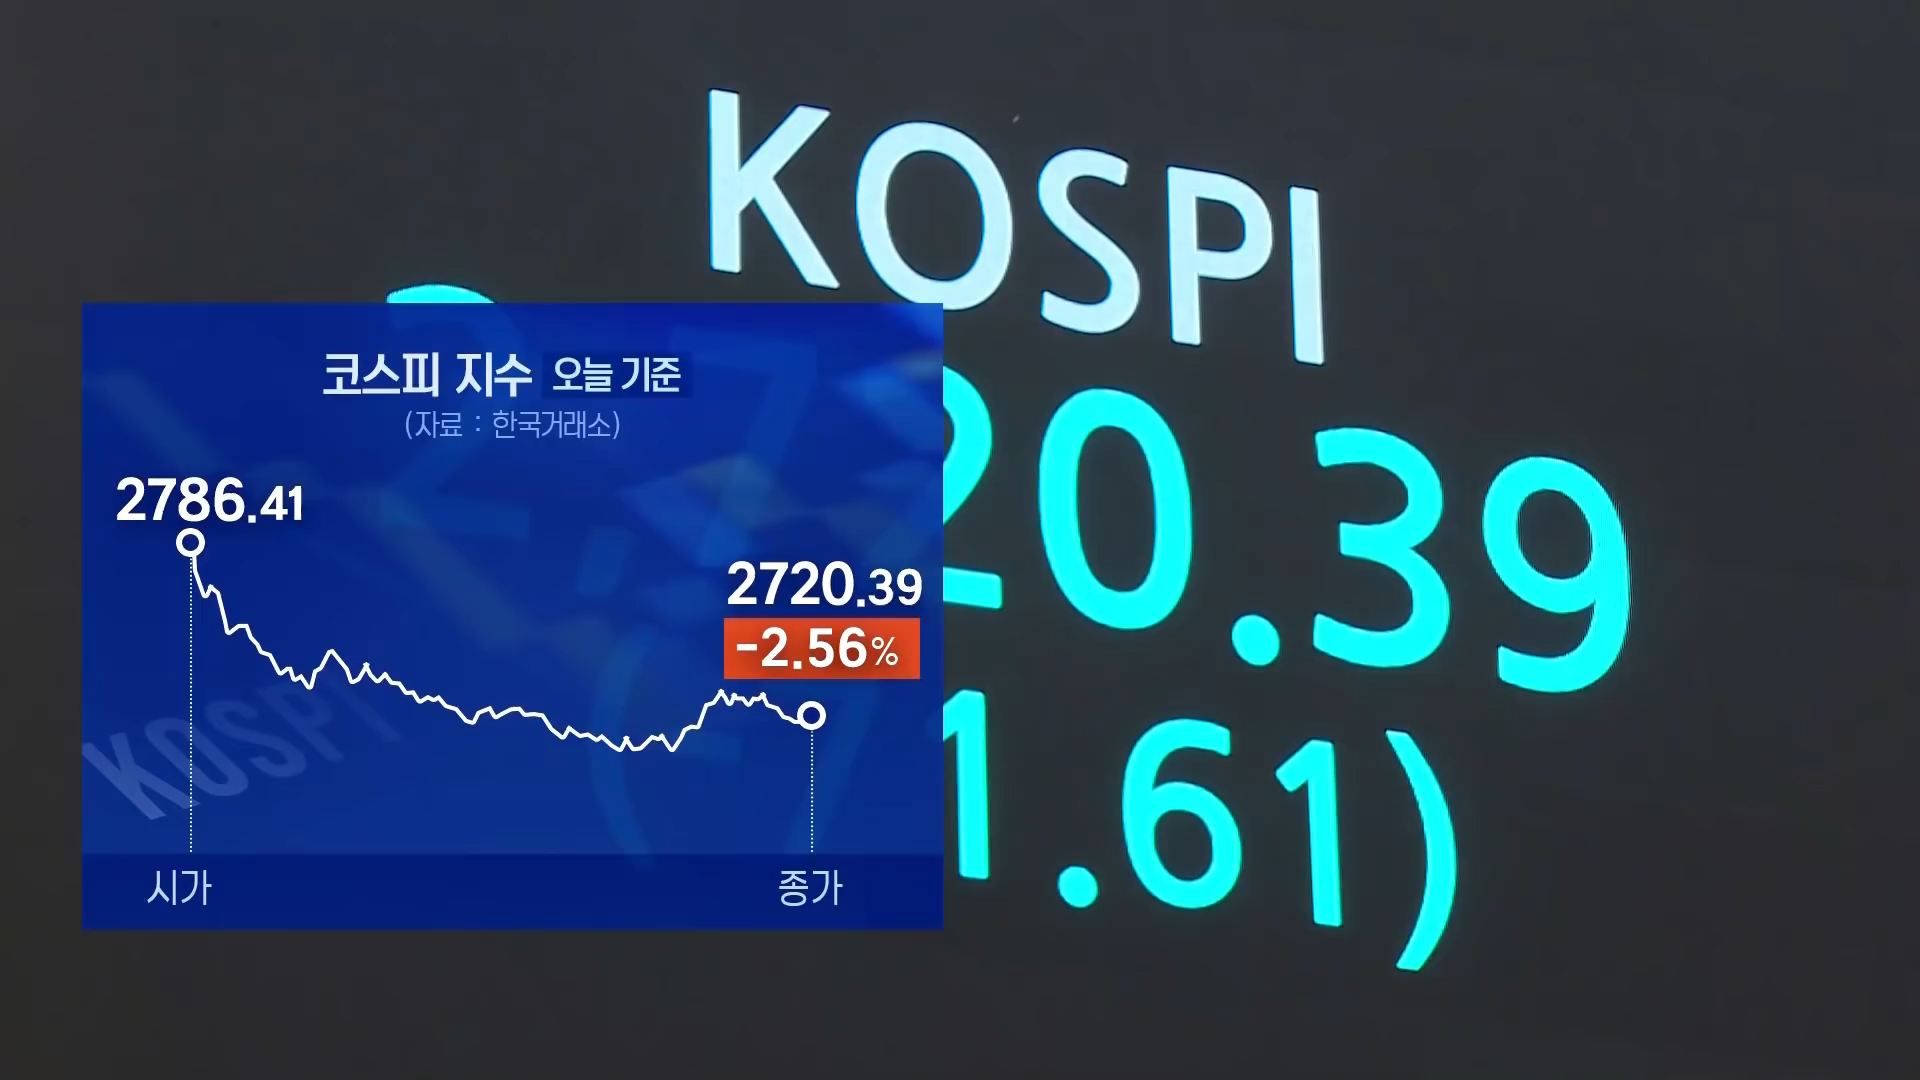 KOSPI
20.39
1.61)
코스피 지수 오늘 기준
(자료 : 한국거래소)
2786.41
2720.39
-2.56%
KOSPI
시가
종가